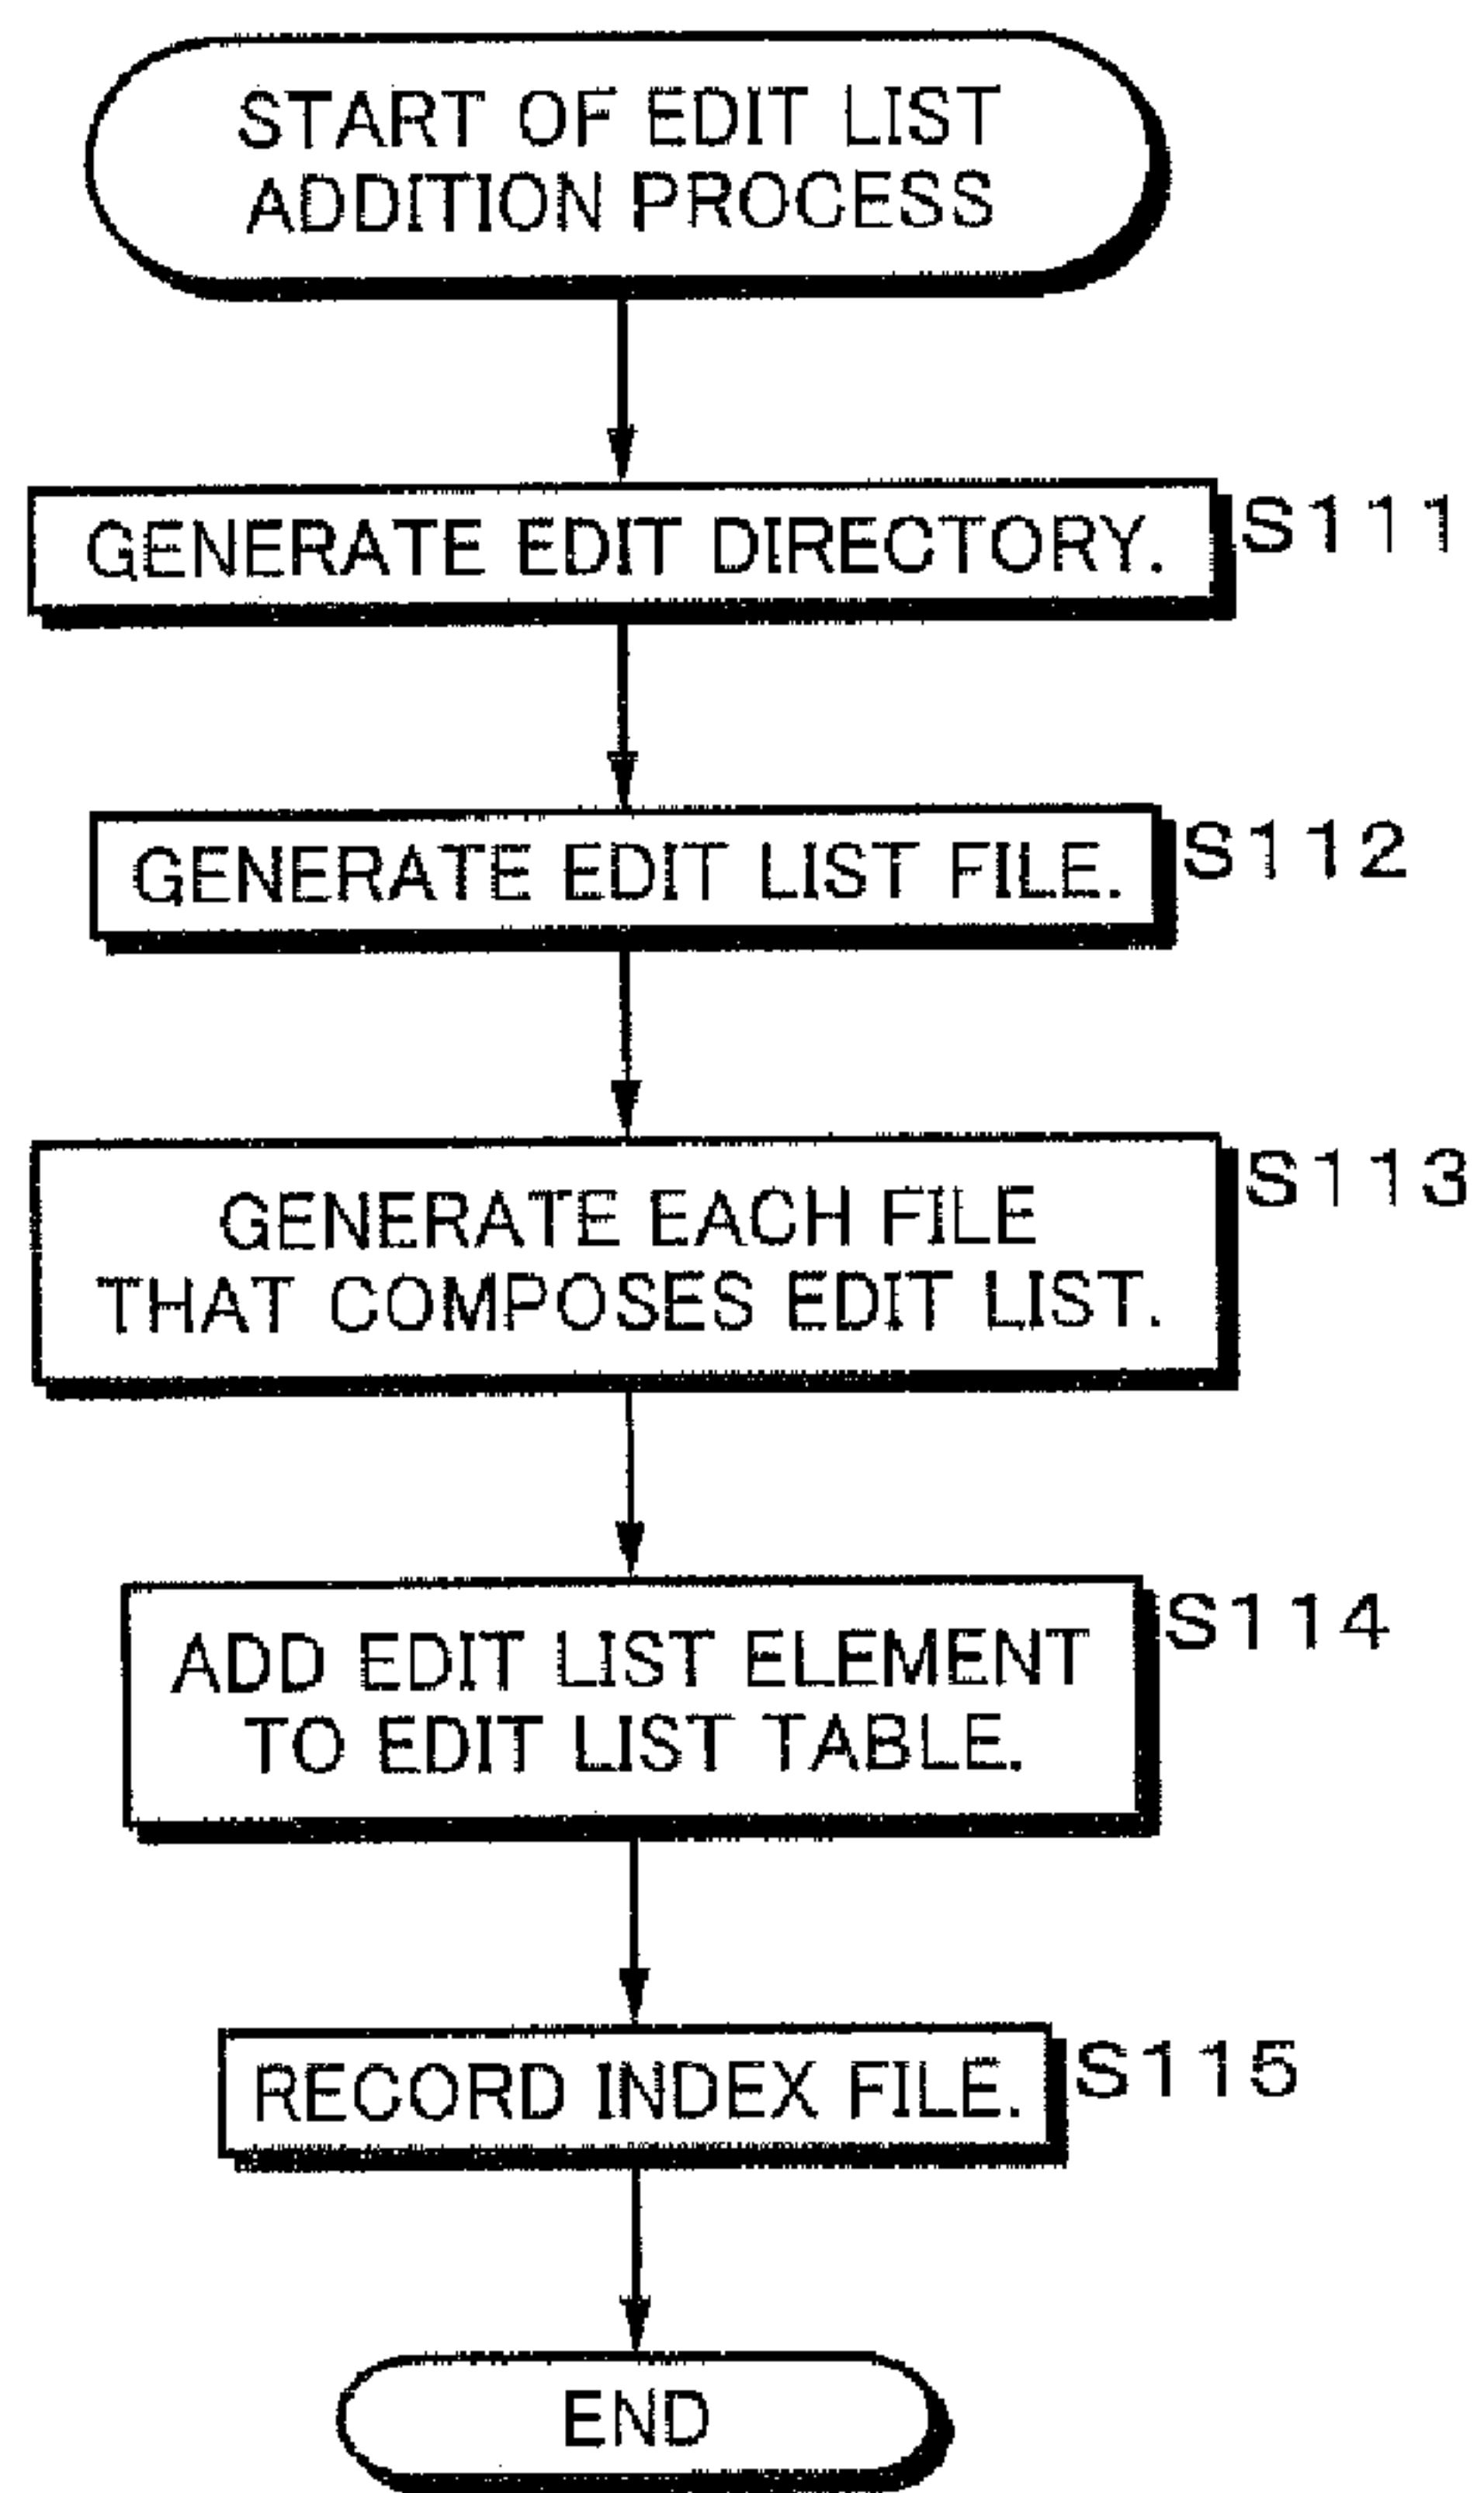 START OF EDIT LIST
ADDITION PROCESS
GENERATE EDIT DIRECTORY.
S111
GENERATE EDIT LIST FILE.
S112
GENERATE EACH FILE
THAT COMPOSES EDIT LIST.
S113
ADD EDIT LIST ELEMENT
TO EDIT LIST TABLE.
S114
RECORD INDEX FILE.
S115
END